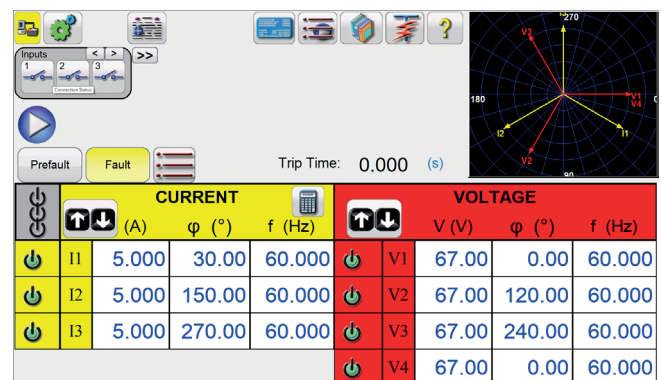 Inputs < > >>
1 2 3
Connection Status
Prefault Fault Trip Time: 0.000 (s)
270
V3
180 V1 0
V4
I2 I1
V2
90
CURRENT VOLTAGE
(A) φ (°) f (Hz) V (V) φ (°) f (Hz)
I1 5.000 30.00 60.000 V1 67.00 0.00 60.000
I2 5.000 150.00 60.000 V2 67.00 120.00 60.000
I3 5.000 270.00 60.000 V3 67.00 240.00 60.000
V4 67.00 0.00 60.000